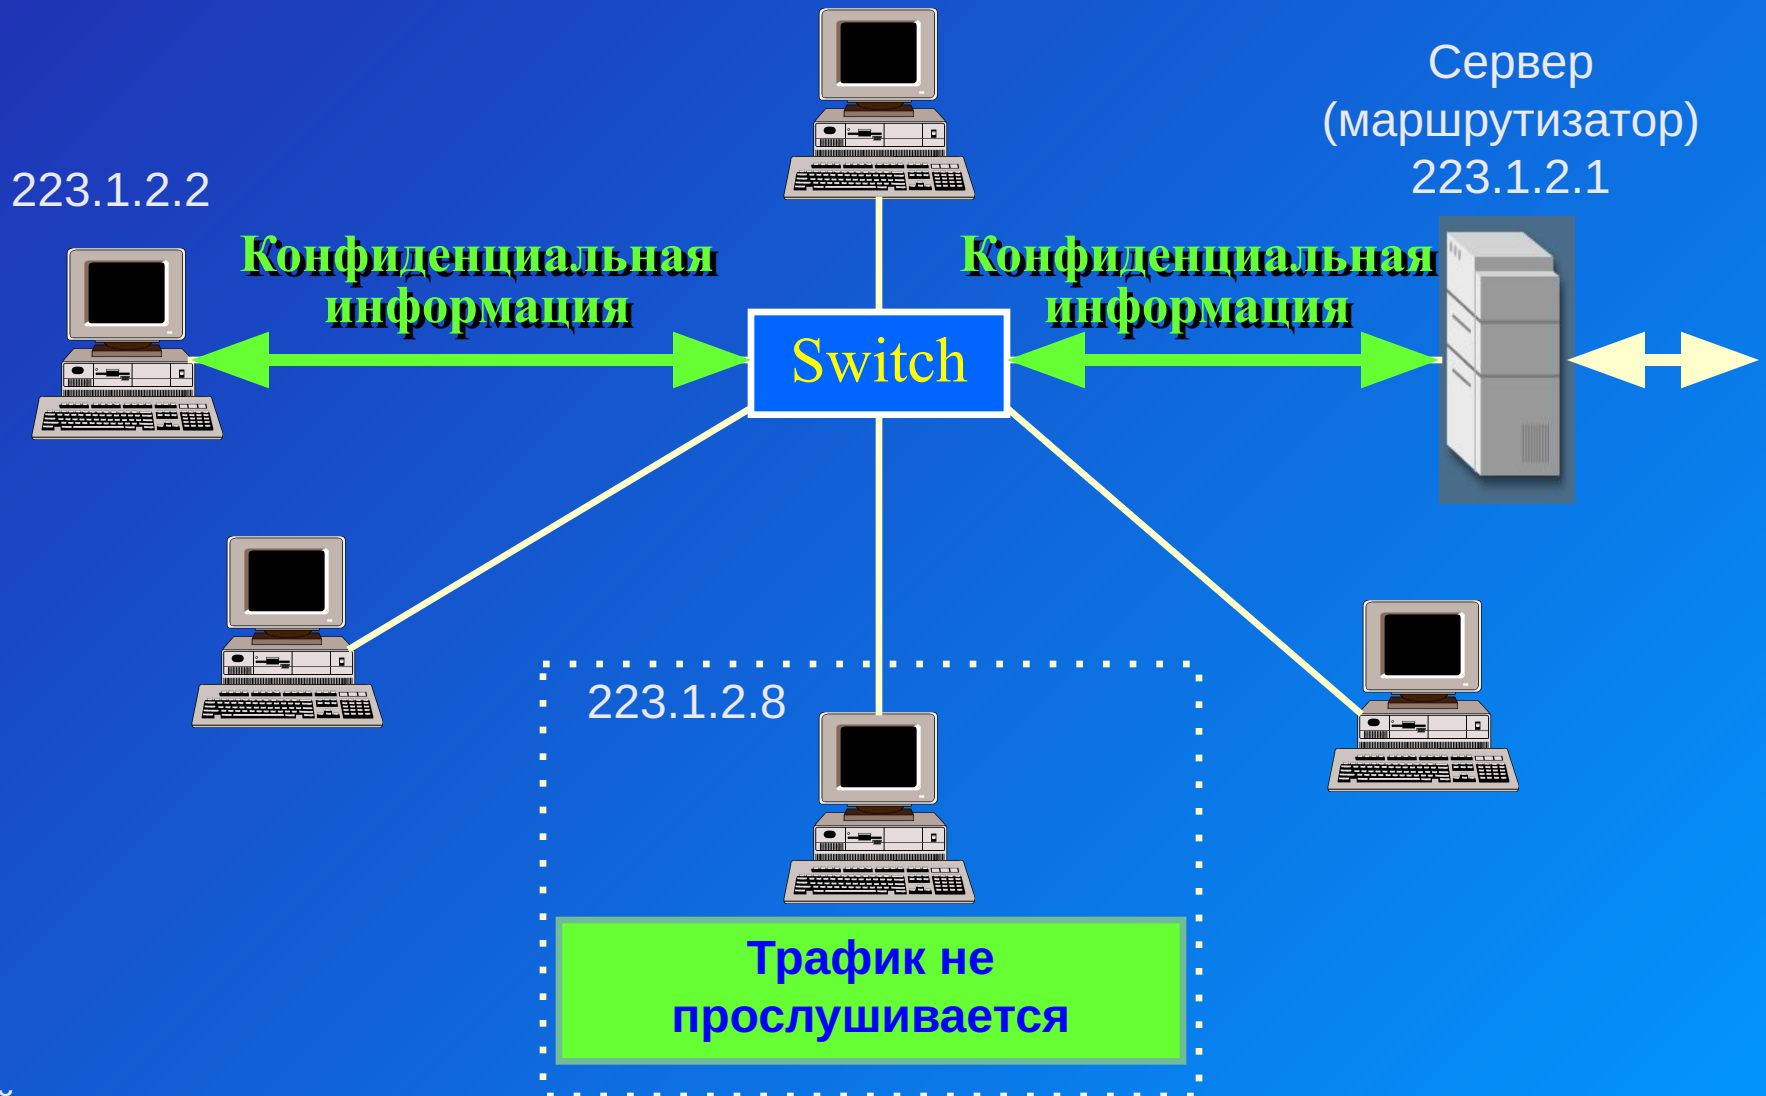 Сервер
(маршрутизатор)
223.1.2.1
223.1.2.2
Конфиденциальная
информация
Конфиденциальная
информация
Switch
223.1.2.8
Трафик не
прослушивается